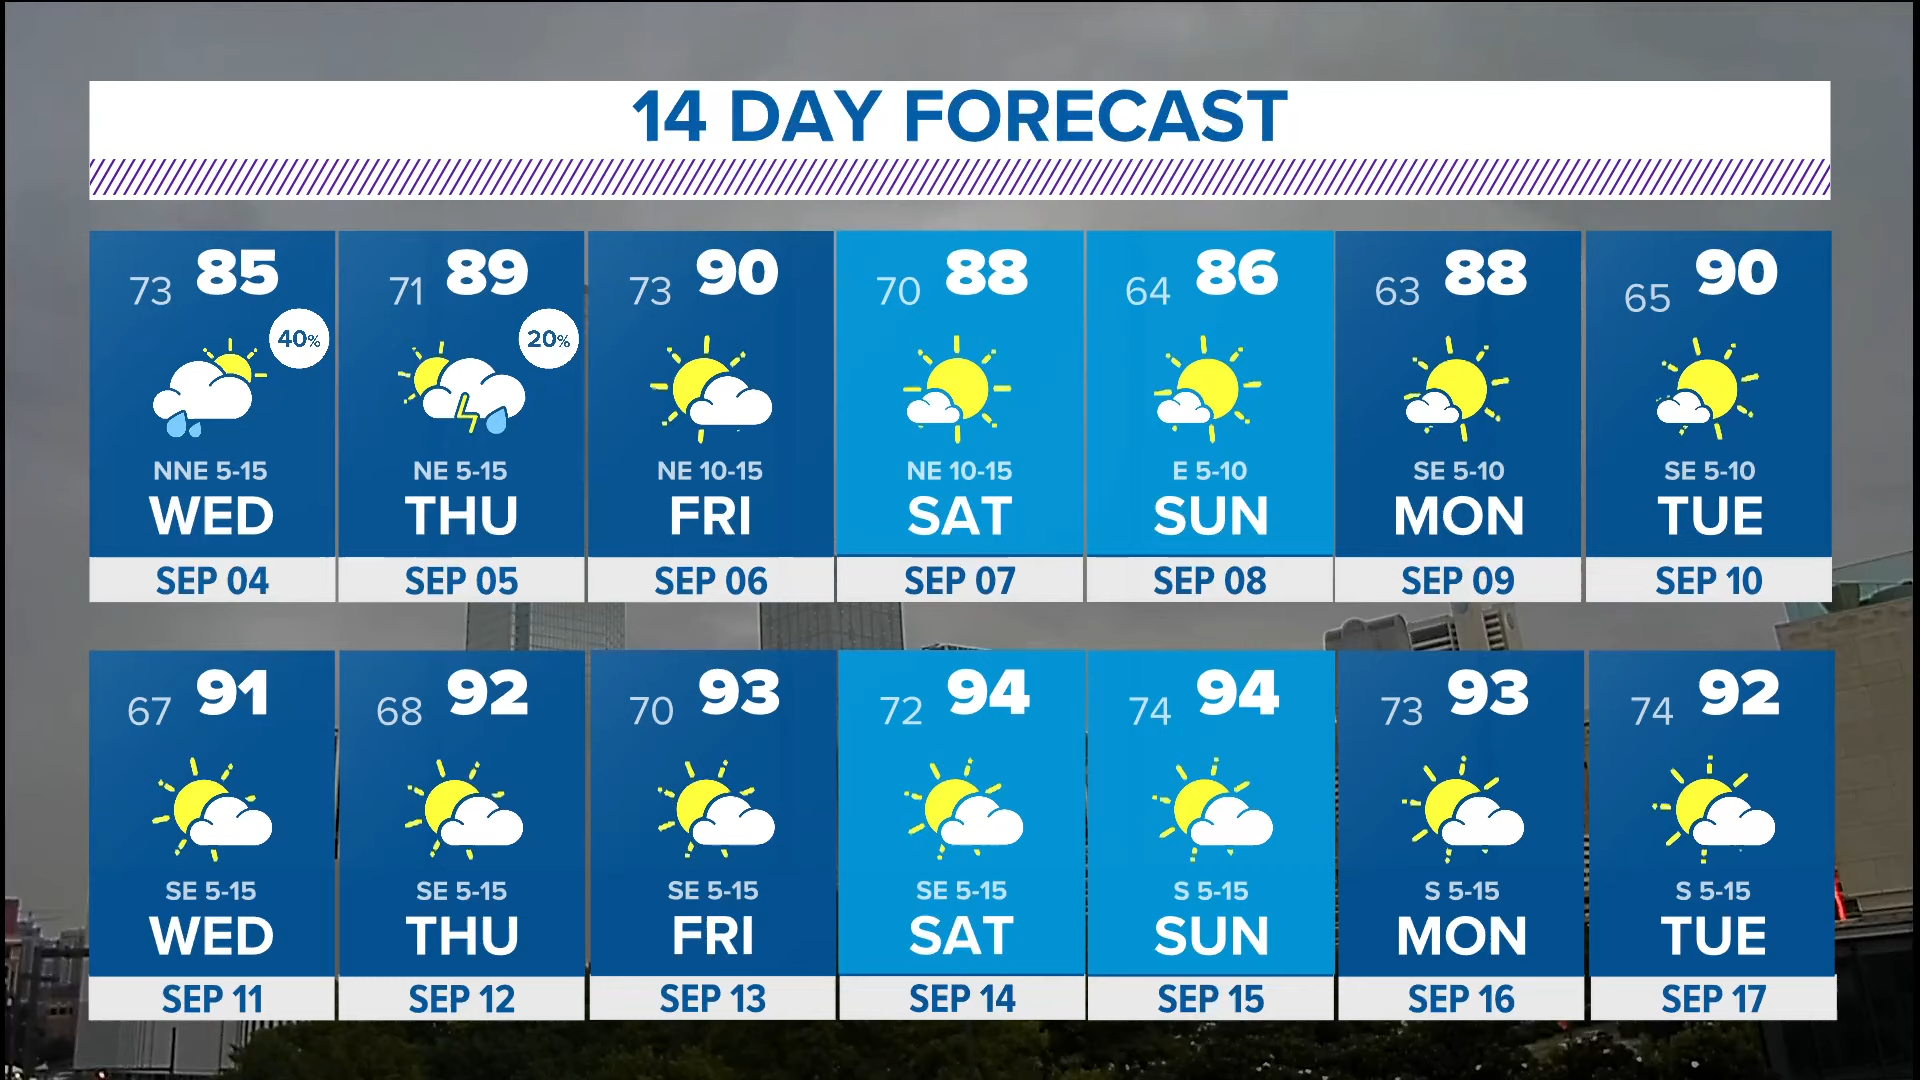 14 DAY FORECAST
73 85
40%
NNE 5-15
WED
SEP 04
71 89
20%
NE 5-15
THU
SEP 05
73 90
NE 10-15
FRI
SEP 06
70 88
NE 10-15
SAT
SEP 07
64 86
E 5-10
SUN
SEP 08
63 88
SE 5-10
MON
SEP 09
65 90
SE 5-10
TUE
SEP 10
67 91
SE 5-15
WED
SEP 11
68 92
SE 5-15
THU
SEP 12
70 93
SE 5-15
FRI
SEP 13
72 94
SE 5-15
SAT
SEP 14
74 94
S 5-15
SUN
SEP 15
73 93
S 5-15
MON
SEP 16
74 92
S 5-15
TUE
SEP 17